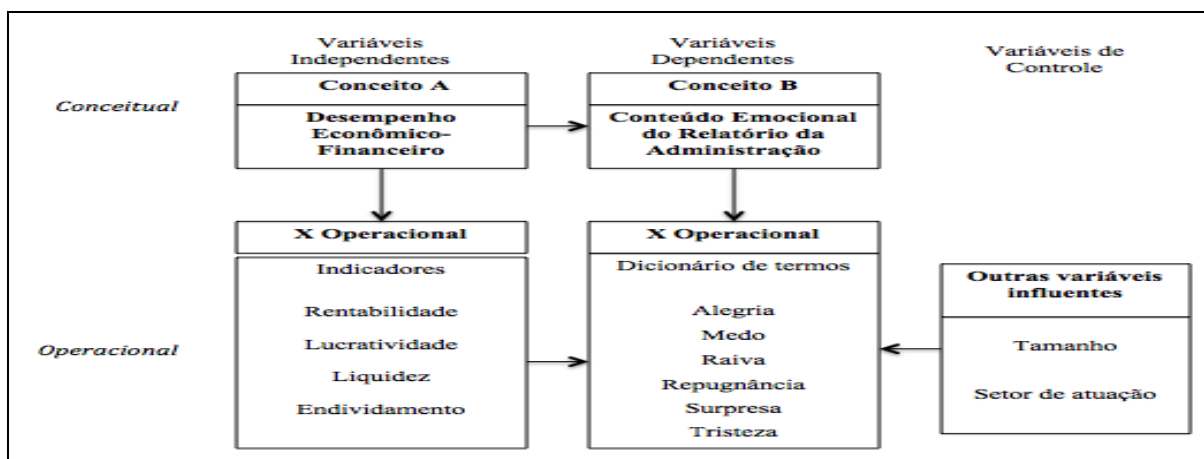 Variáveis
Independentes
Variáveis
Dependentes
Variáveis de
Controle
Conceitual
Conceito A
Desempenho
Econômico-
Financeiro
Conceito B
Conteúdo Emocional
do Relatório da
Administração
Operacional
X Operacional
Indicadores
Rentabilidade
Lucratividade
Liquidez
Endividamento
X Operacional
Dicionário de termos
Alegria
Medo
Raiva
Repugnância
Surpresa
Tristeza
Outras variáveis
influentes
Tamanho
Setor de atuação